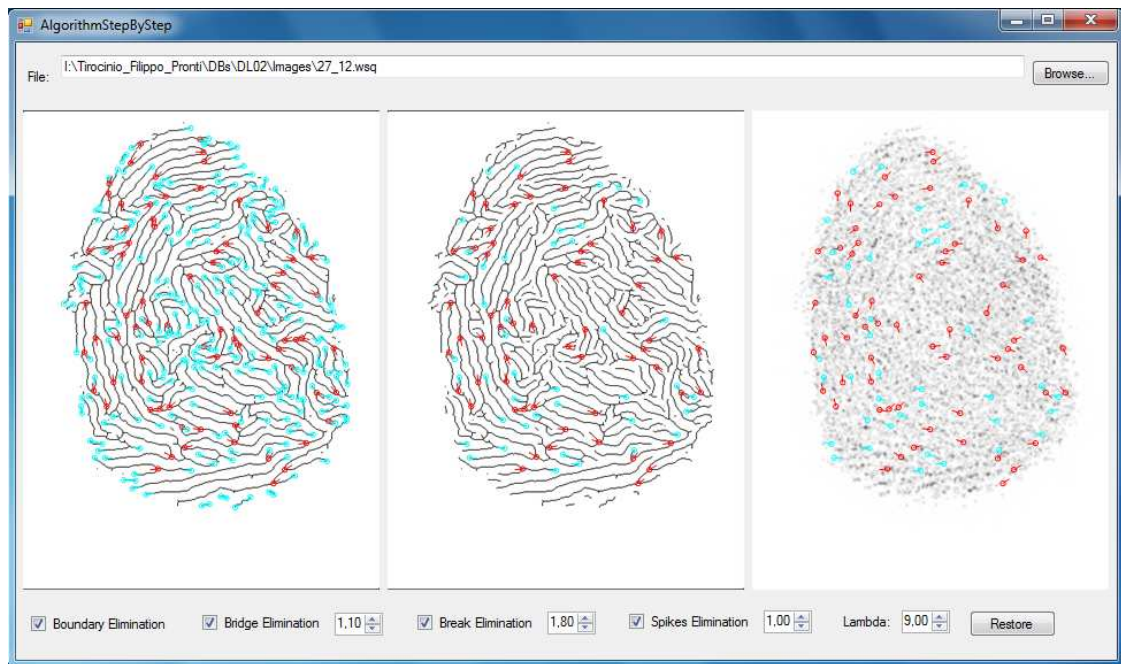 AlgorithmStepByStep
File: I:\Tirocinio_Filippo_Pronti\DBs\DL02\Images\27_12.wsq Browse...
Boundary Elimination Bridge Elimination 1,10 Break Elimination 1,80 Spikes Elimination 1,00 Lambda: 9,00 Restore